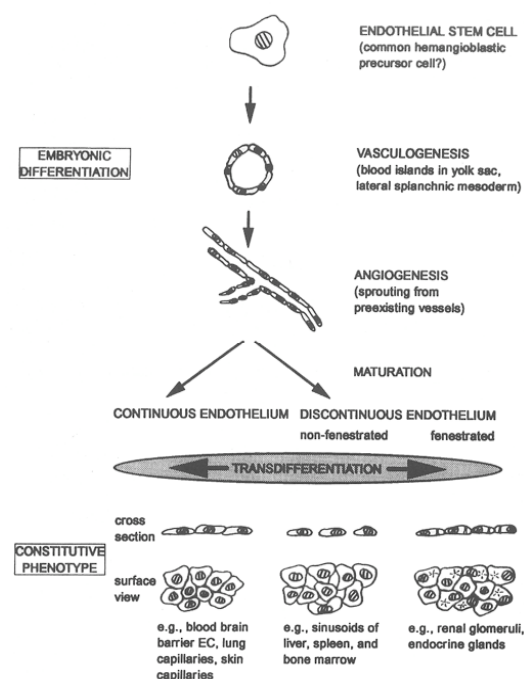 ENDOTHELIAL STEM CELL
(common hemangioblastic
precursor cell?)
EMBRYONIC
DIFFERENTIATION
VASCULOGENESIS
(blood islands in yolk sac,
lateral splanchnic mesoderm)
ANGIOGENESIS
(sprouting from
preexisting vessels)
MATURATION
CONTINUOUS ENDOTHELIUM
DISCONTINUOUS ENDOTHELIUM
non-fenestrated
fenestrated
TRANSDIFFERENTIATION
cross
section
CONSTITUTIVE
PHENOTYPE
surface
view
e.g., blood brain
barrier EC, lung
capillaries, skin
capillaries
e.g., sinusoids of
liver, spleen, and
bone marrow
e.g., renal glomeruli,
endocrine glands